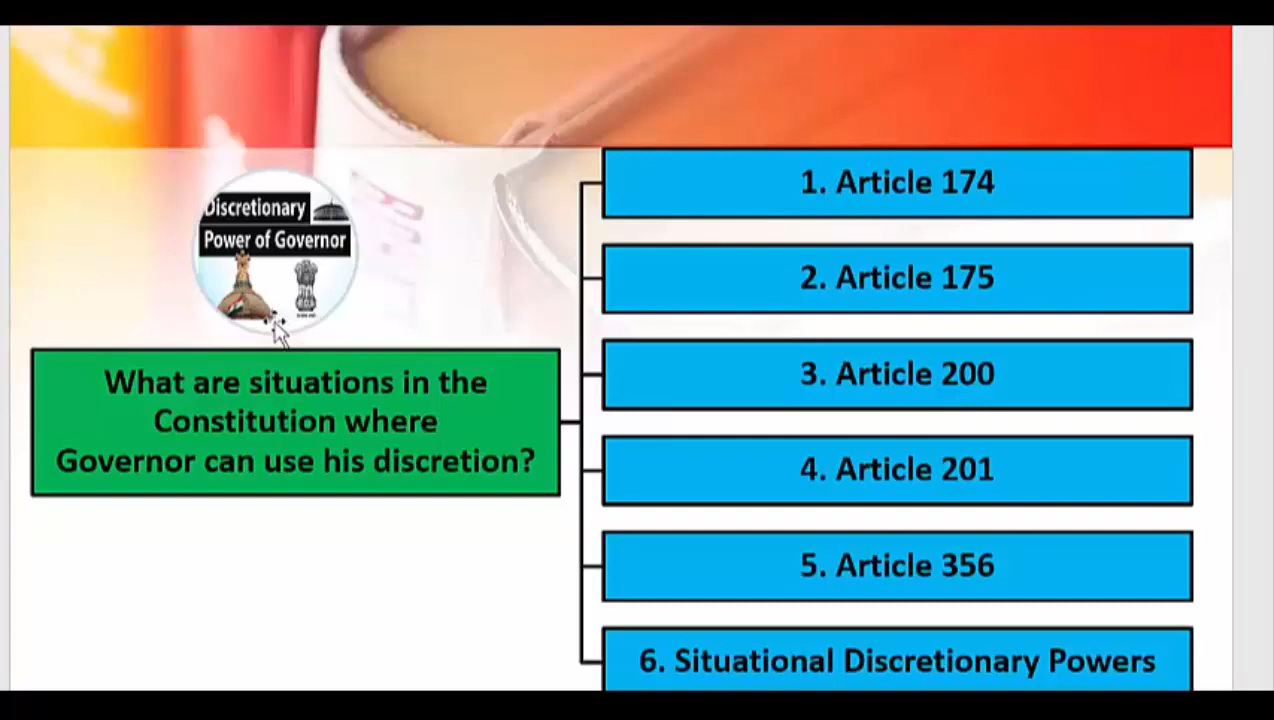 Discretionary
Power of Governor
What are situations in the
Constitution where
Governor can use his discretion?
1. Article 174
2. Article 175
3. Article 200
4. Article 201
5. Article 356
6. Situational Discretionary Powers